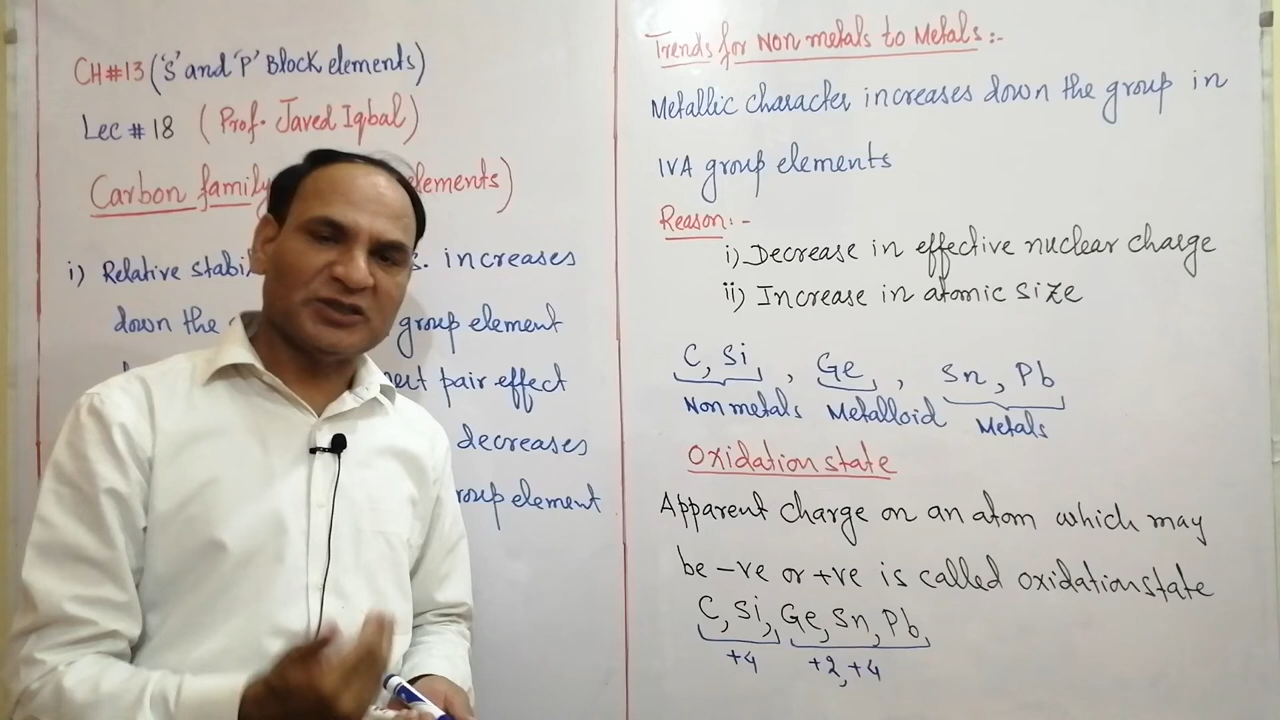 CH#13 ('S' and 'P' Block elements)
Lec # 18 (Prof. Javed Iqbal)
Carbon family elements)
i) Relative stabi s. increases
down the group element
pair effect
decreases
group element
Trends for Non metals to Metals:-
Metallic character increases down the group in
IVA group elements
Reason:-
i) Decrease in effective nuclear charge
ii) Increase in atomic size
C, Si, Ge, Sn, Pb
Non metals Metalloid Metals
Oxidation state
Apparent charge on an atom which may
be -ve or +ve is called oxidation state
C, Si, Ge, Sn, Pb,
+4 +2, +4